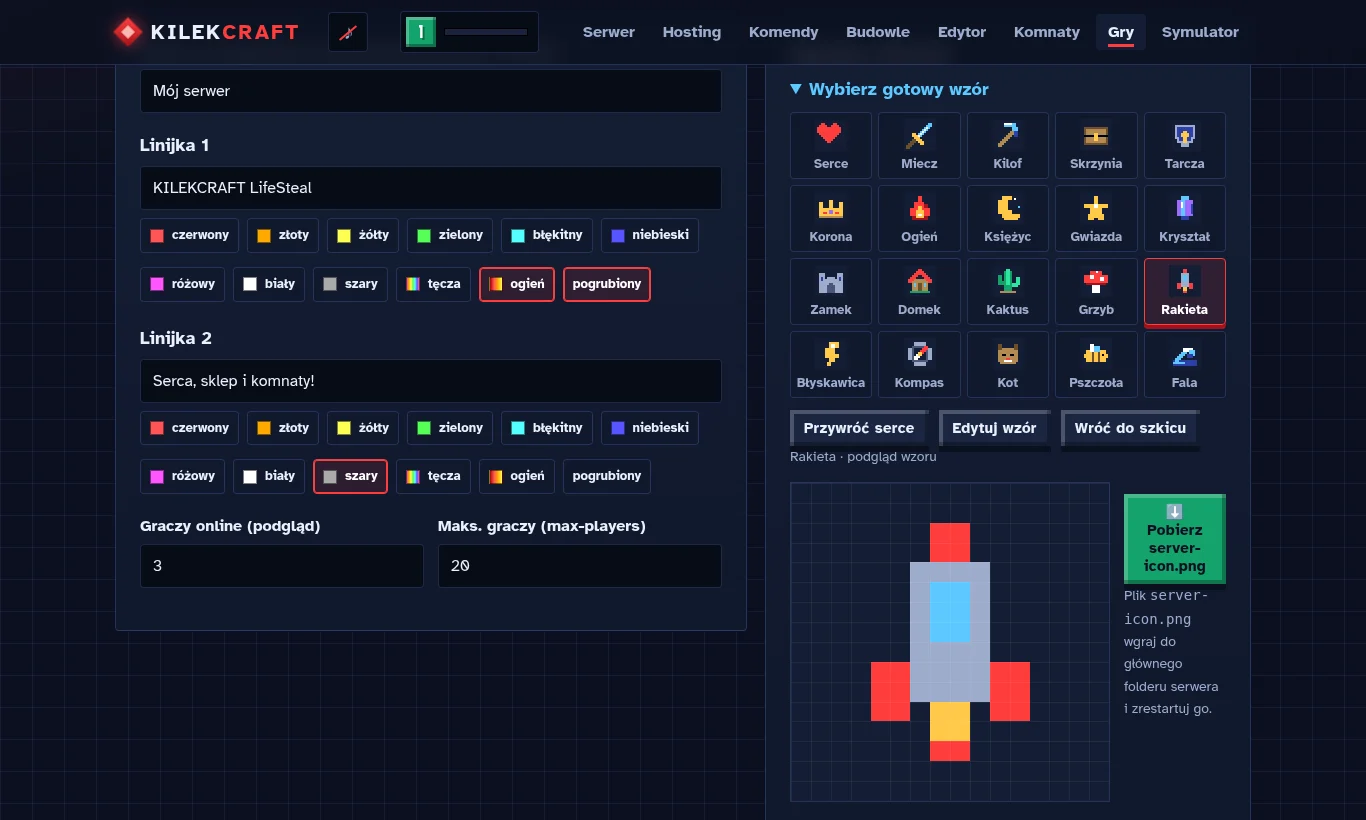 KILEKCRAFT
1
Serwer
Hosting
Komendy
Budowle
Edytor
Komnaty
Gry
Symulator
Mój serwer
Linijka 1
KILEKCRAFT LifeSteal
czerwony
złoty
żółty
zielony
błękitny
niebieski
różowy
biały
szary
tęcza
ogień
pogrubiony
Linijka 2
Serca, sklep i komnaty!
czerwony
złoty
żółty
zielony
błękitny
niebieski
różowy
biały
szary
tęcza
ogień
pogrubiony
Graczy online (podgląd)
Maks. graczy (max-players)
3
20
▼ Wybierz gotowy wzór
Serce
Miecz
Kilof
Skrzynia
Tarcza
Korona
Ogień
Księżyc
Gwiazda
Kryształ
Zamek
Domek
Kaktus
Grzyb
Rakieta
Błyskawica
Kompas
Kot
Pszczoła
Fala
Przywróć serce
Edytuj wzór
Wróć do szkicu
Rakieta · podgląd wzoru
⬇️
Pobierz
server-
icon.png
Plik server-
icon.png
wgraj do
głównego
folderu serwera
i zrestartuj go.